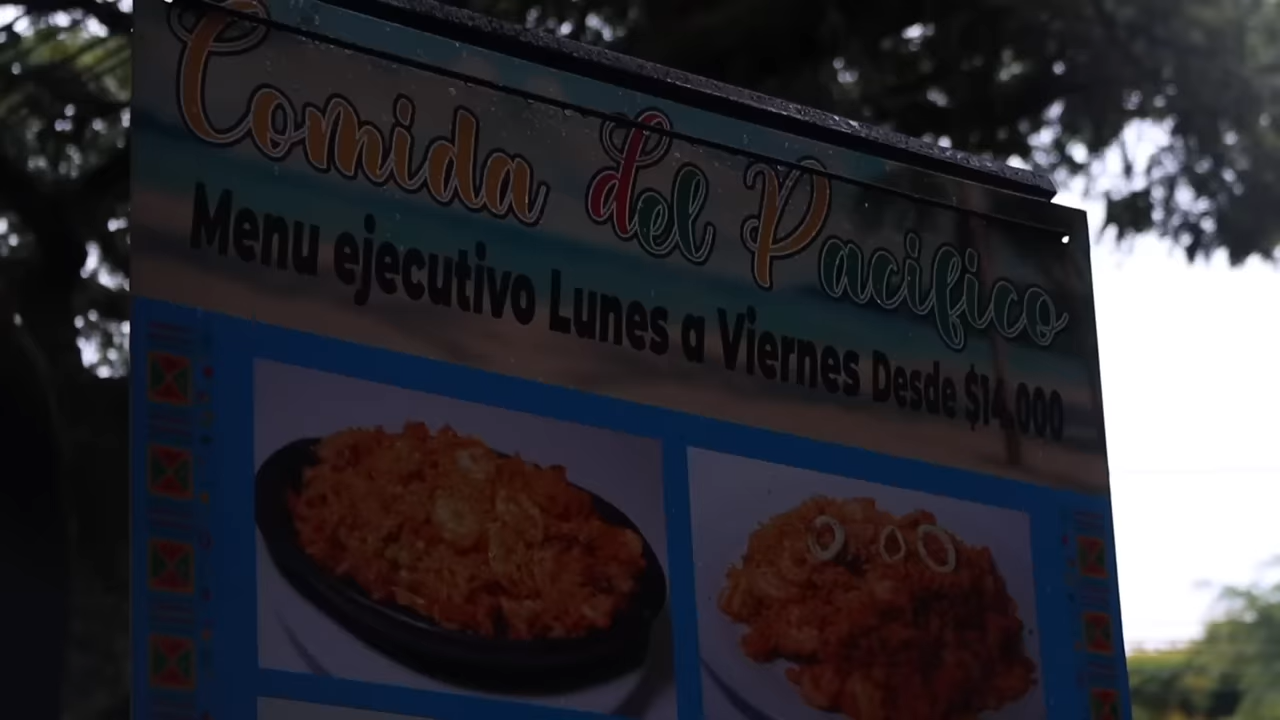 Comida del Pacifico
Menu ejecutivo Lunes a Viernes Desde $14.000